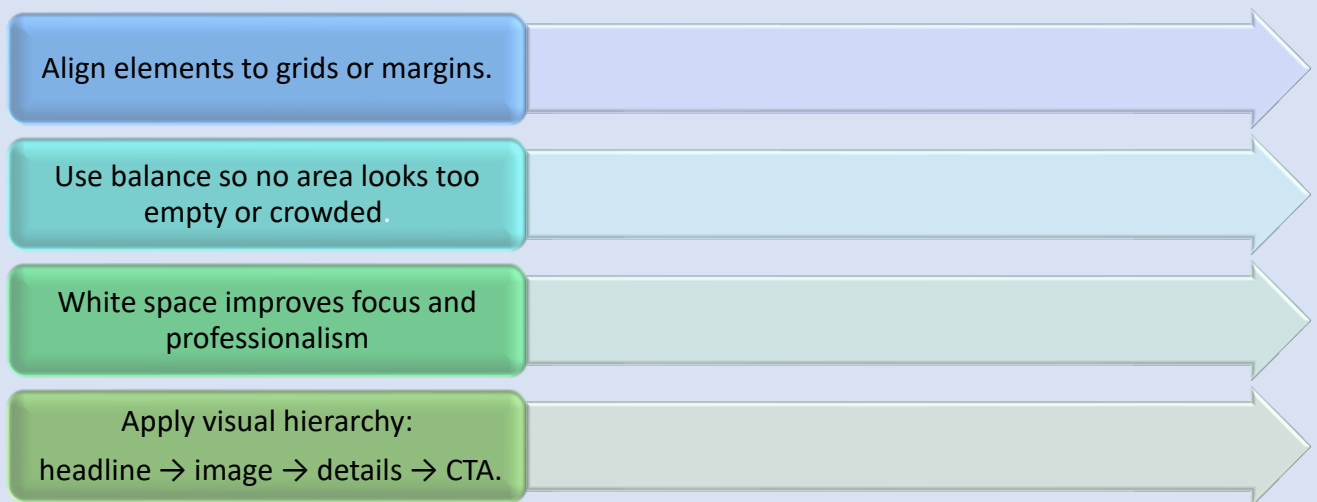 Align elements to grids or margins.
Use balance so no area looks too
empty or crowded.
White space improves focus and
professionalism
Apply visual hierarchy:
headline → image → details → CTA.